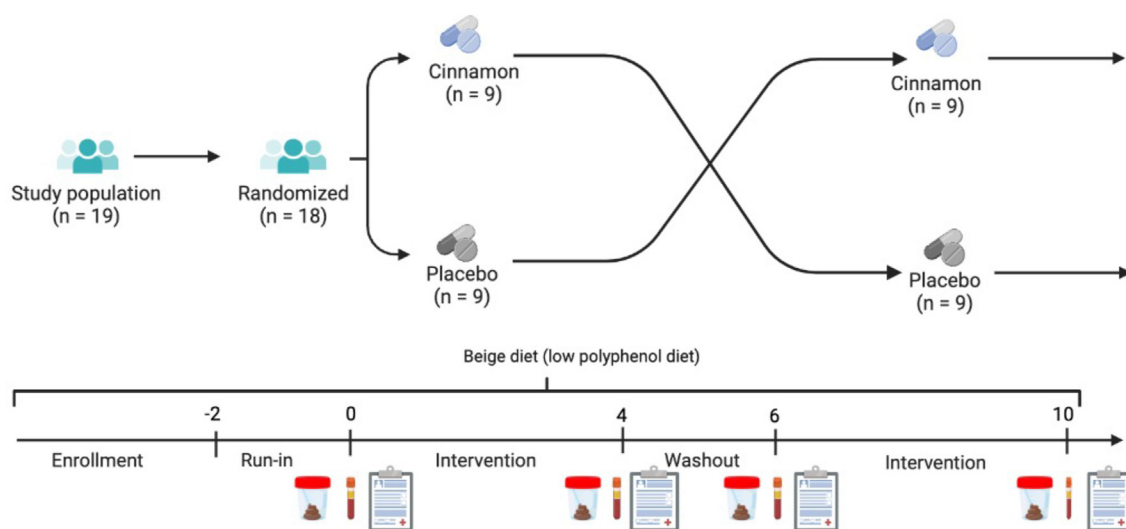 Cinnamon
(n = 9)
Cinnamon
(n = 9)
Study population
(n = 19)
Randomized
(n = 18)
Placebo
(n = 9)
Placebo
(n = 9)
Beige diet (low polyphenol diet)
-2 0 4 6 10
Enrollment Run-in Intervention Washout Intervention